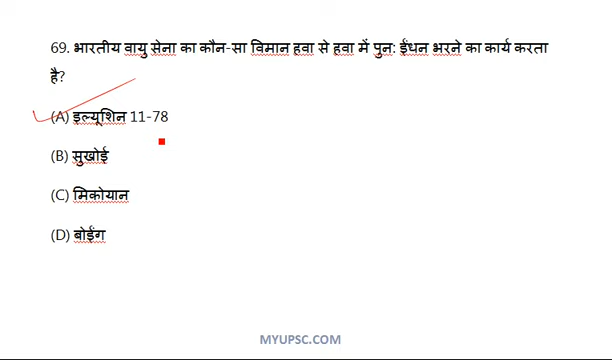 69. भारतीय वायु सेना का कौन-सा विमान हवा से हवा में पुन: ईंधन भरने का कार्य करता
है?
(A) इल्यूशिन 11-78
(B) सुखोई
(C) मिकोयान
(D) बोईंग
MYUPSC.COM